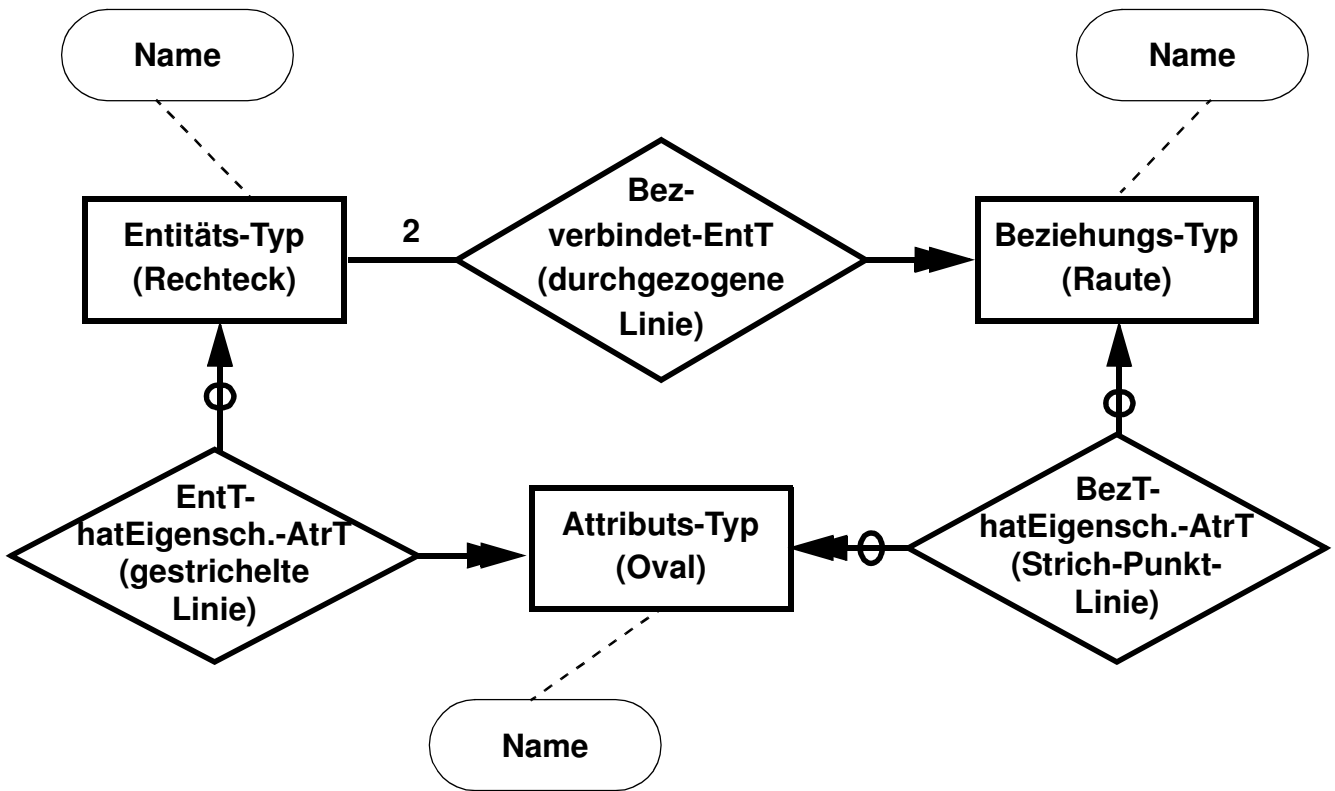 Name
Name
Entitäts-Typ
(Rechteck)
2
Bez-
verbindet-EntT
(durchgezogene
Linie)
Beziehungs-Typ
(Raute)
EntT-
hatEigensch.-AtrT
(gestrichelte
Linie)
Attributs-Typ
(Oval)
BezT-
hatEigensch.-AtrT
(Strich-Punkt-
Linie)
Name